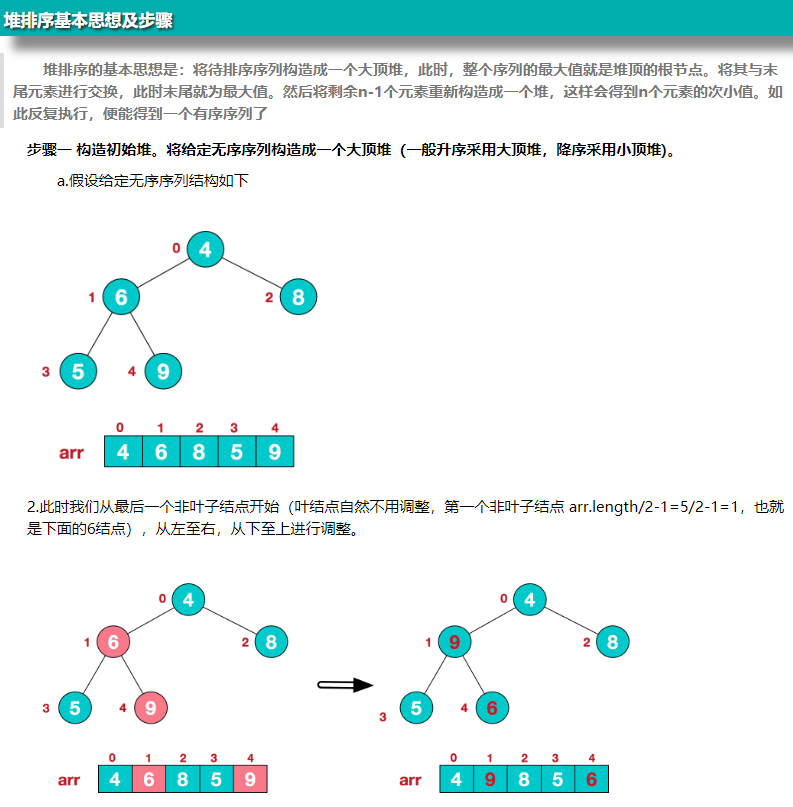 堆排序基本思想及步骤
堆排序的基本思想是：将待排序序列构造成一个大顶堆，此时，整个序列的最大值就是堆顶的根节点。将其与末
尾元素进行交换，此时末尾就为最大值。然后将剩余n-1个元素重新构造成一个堆，这样会得到n个元素的次小值。如
此反复执行，便能得到一个有序序列了
步骤一 构造初始堆。将给定无序序列构造成一个大顶堆（一般升序采用大顶堆，降序采用小顶堆)。
a.假设给定无序序列结构如下
0 4
1 6 2 8
3 5 4 9
0 1 2 3 4
arr 4 6 8 5 9
2.此时我们从最后一个非叶子结点开始（叶结点自然不用调整，第一个非叶子结点 arr.length/2-1=5/2-1=1，也就
是下面的6结点），从左至右，从下至上进行调整。
0 4
1 6 2 8
3 5 4 9
0 1 2 3 4
arr 4 6 8 5 9
0 4
1 9 2 8
3 5 4 6
0 1 2 3 4
arr 4 9 8 5 6